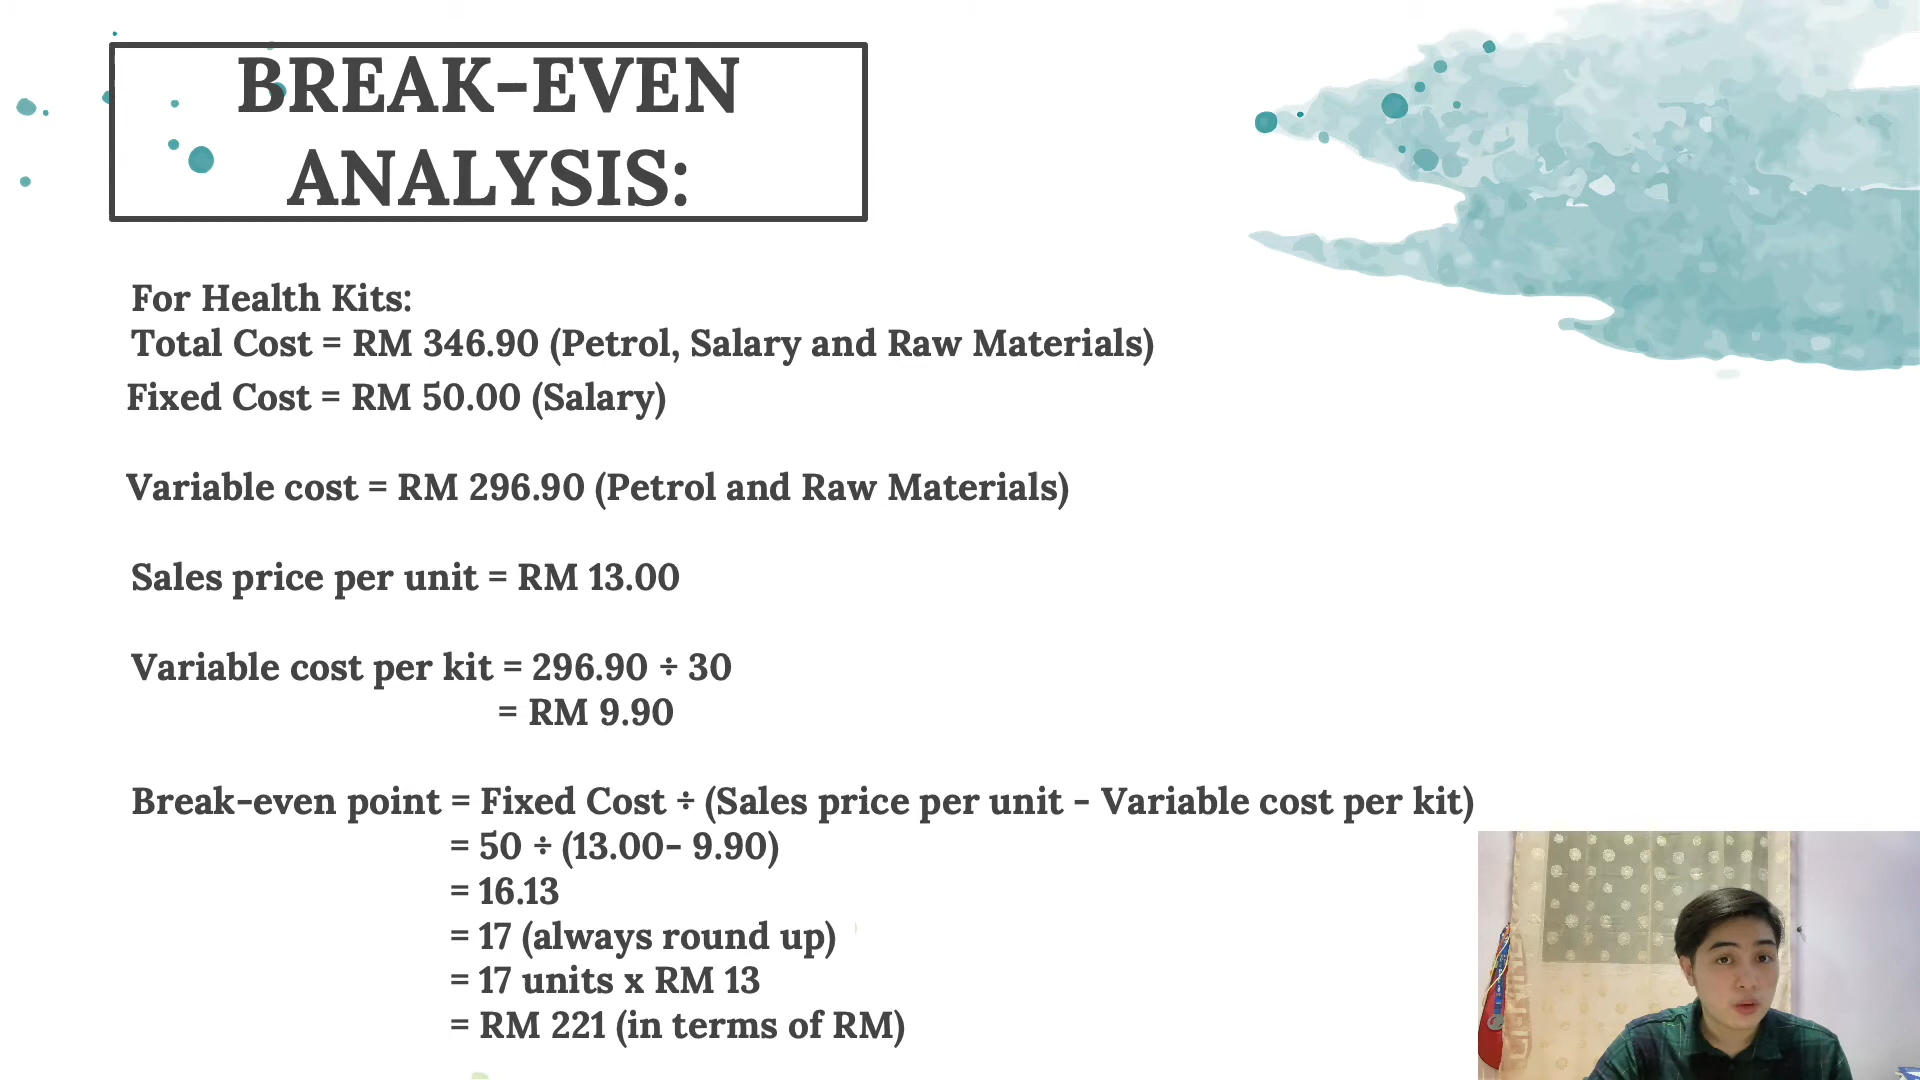 BREAK-EVEN
ANALYSIS:
For Health Kits:
Total Cost = RM 346.90 (Petrol, Salary and Raw Materials)
Fixed Cost = RM 50.00 (Salary)
Variable cost = RM 296.90 (Petrol and Raw Materials)
Sales price per unit = RM 13.00
Variable cost per kit = 296.90 ÷ 30
= RM 9.90
Break-even point = Fixed Cost ÷ (Sales price per unit - Variable cost per kit)
= 50 ÷ (13.00- 9.90)
= 16.13
= 17 (always round up)
= 17 units x RM 13
= RM 221 (in terms of RM)